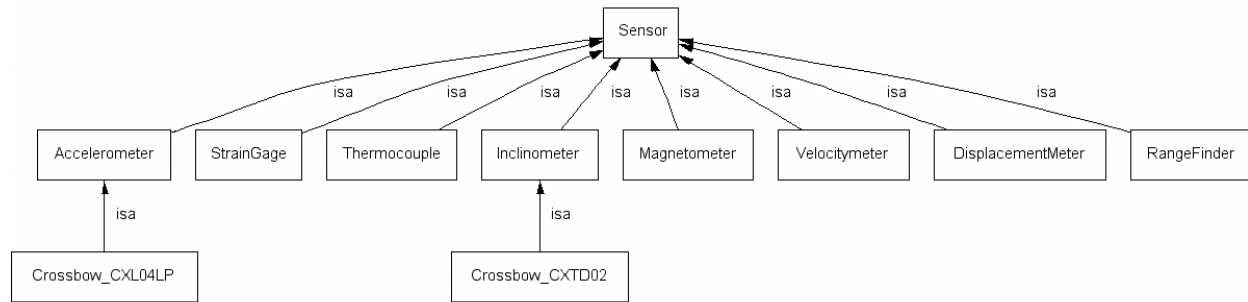 Sensor
isa isa isa isa isa isa isa isa
Accelerometer StrainGage Thermocouple Inclinometer Magnetometer Velocitymeter DisplacementMeter RangeFinder
isa isa
Crossbow_CXL04LP Crossbow_CXTD02